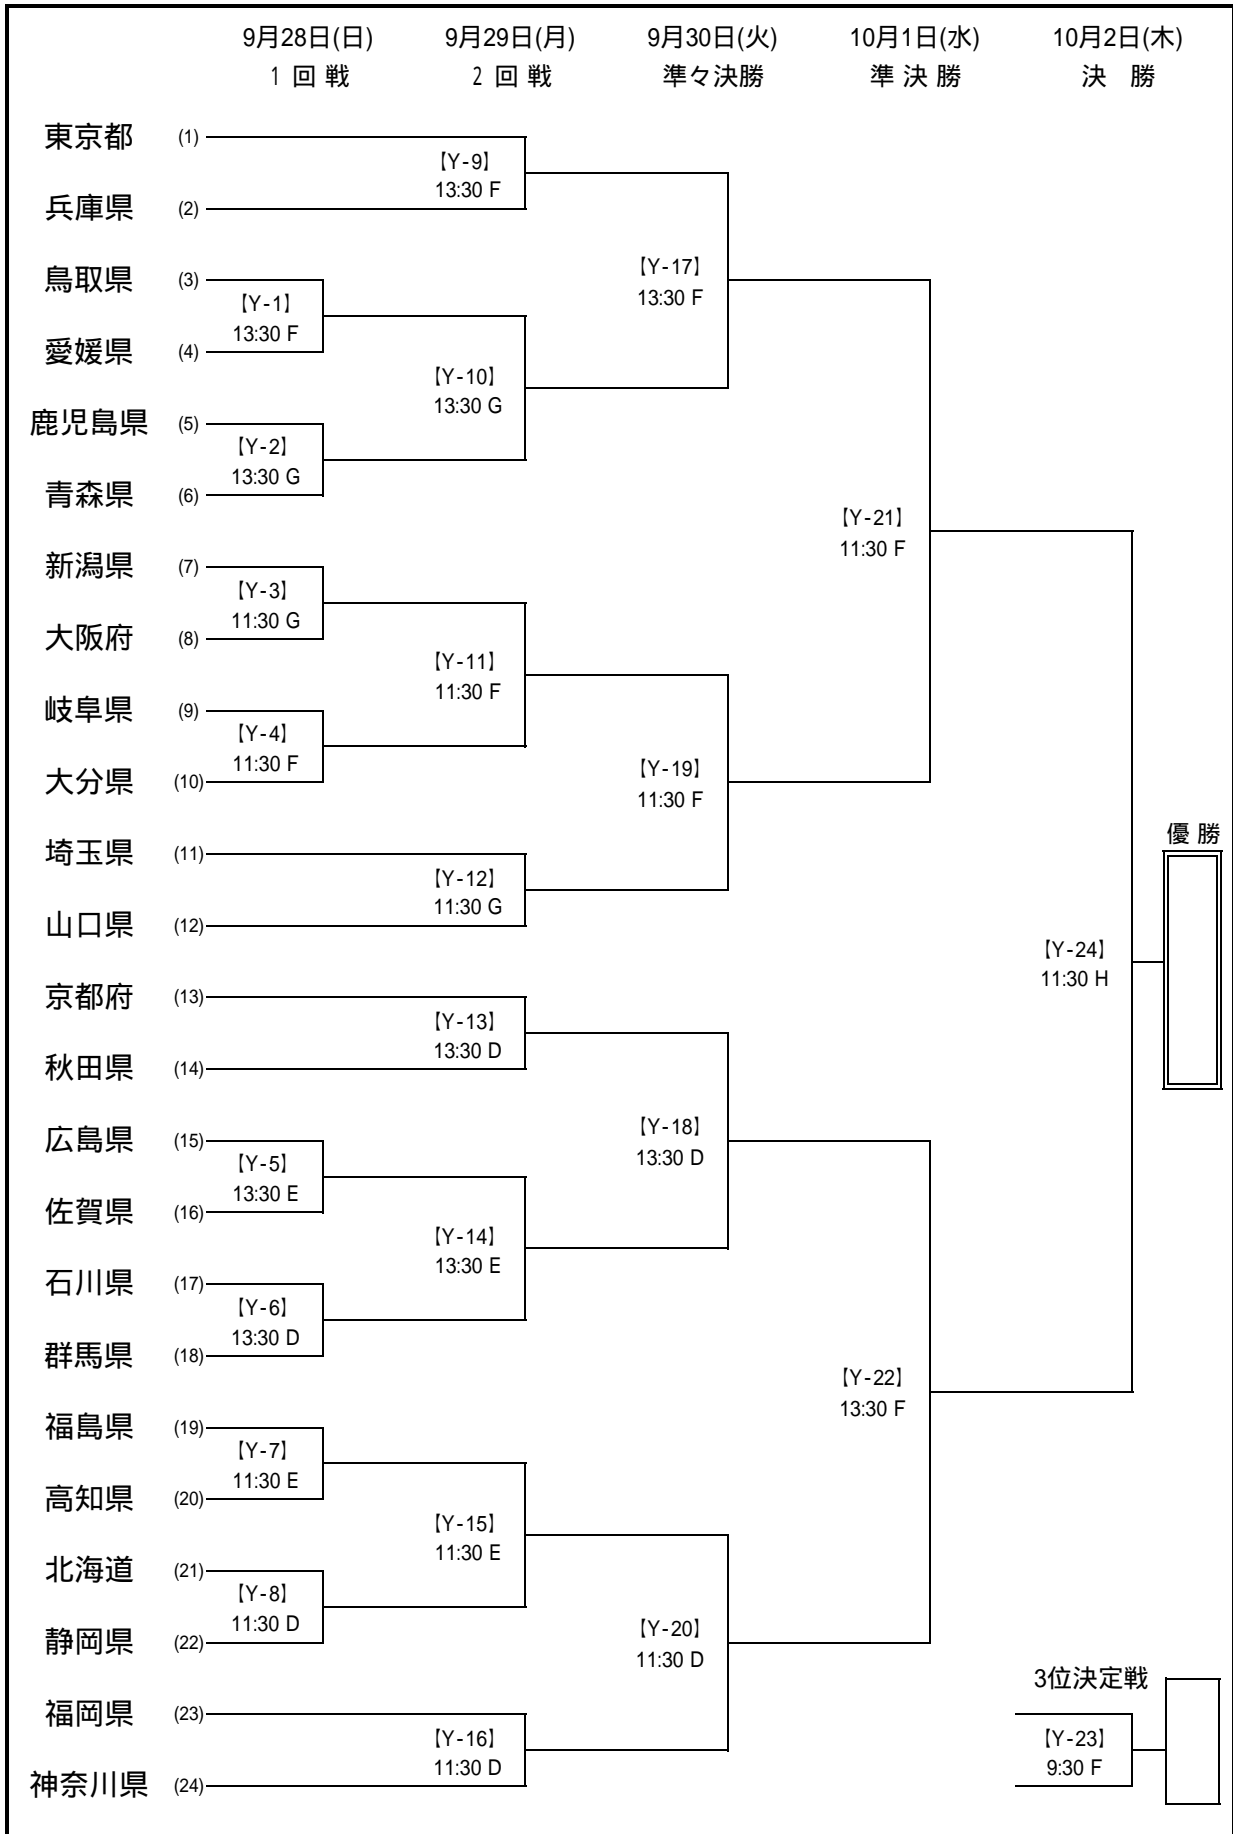 9月28日(日) 9月29日(月) 9月30日(火) 10月1日(水) 10月2日(木)
1 回 戦 2 回 戦 準々決勝 準 決 勝 決 勝
東京都 (1)
【Y-9】
13:30 F
兵庫県 (2)
【Y-17】
13:30 F
鳥取県 (3)
【Y-1】
13:30 F
愛媛県 (4)
【Y-10】
13:30 G
鹿児島県 (5)
【Y-2】
13:30 G
青森県 (6)
【Y-21】
11:30 F
新潟県 (7)
【Y-3】
11:30 G
大阪府 (8)
【Y-11】
11:30 F
岐阜県 (9)
【Y-4】
11:30 F
大分県 (10)
【Y-19】
11:30 F
埼玉県 (11)
優 勝
【Y-12】
11:30 G
山口県 (12)
【Y-24】
11:30 H
京都府 (13)
【Y-13】
13:30 D
秋田県 (14)
【Y-18】
13:30 D
広島県 (15)
【Y-5】
13:30 E
佐賀県 (16)
【Y-14】
13:30 E
石川県 (17)
【Y-6】
13:30 D
群馬県 (18)
【Y-22】
13:30 F
福島県 (19)
【Y-7】
11:30 E
高知県 (20)
【Y-15】
11:30 E
北海道 (21)
【Y-8】
11:30 D
静岡県 (22)
【Y-20】
11:30 D
3位決定戦
福岡県 (23)
【Y-16】
11:30 D
【Y-23】
9:30 F
神奈川県 (24)